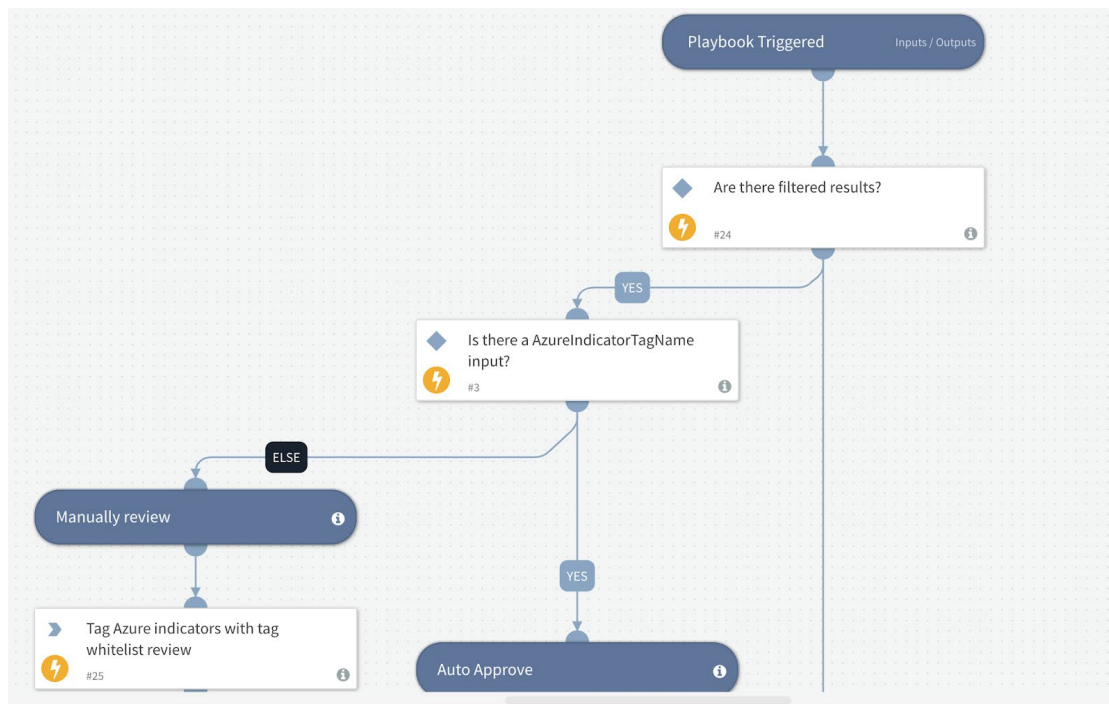 Playbook Triggered
Inputs / Outputs
Are there filtered results?
#24
YES
Is there a AzureIndicatorTagName
input?
#3
ELSE
Manually review
YES
Tag Azure indicators with tag
whitelist review
#25
Auto Approve